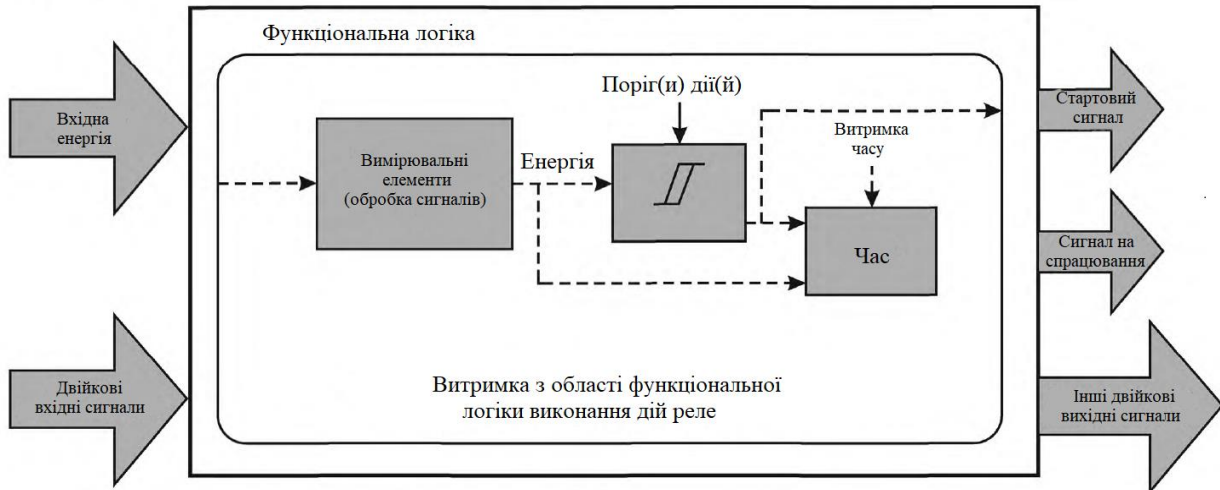 Функціональна логіка
Вхідна
енергія
Поріг(и) дії(й)
Стартовий
сигнал
Витримка
часу
Вимірювальні
елементи
(обробка сигналів)
Енергія
Час
Сигнал на
спрацювання
Двійкові
вхідні сигнали
Витримка з області функціональної
логіки виконання дій реле
Інші двійкові
вихідні сигнали